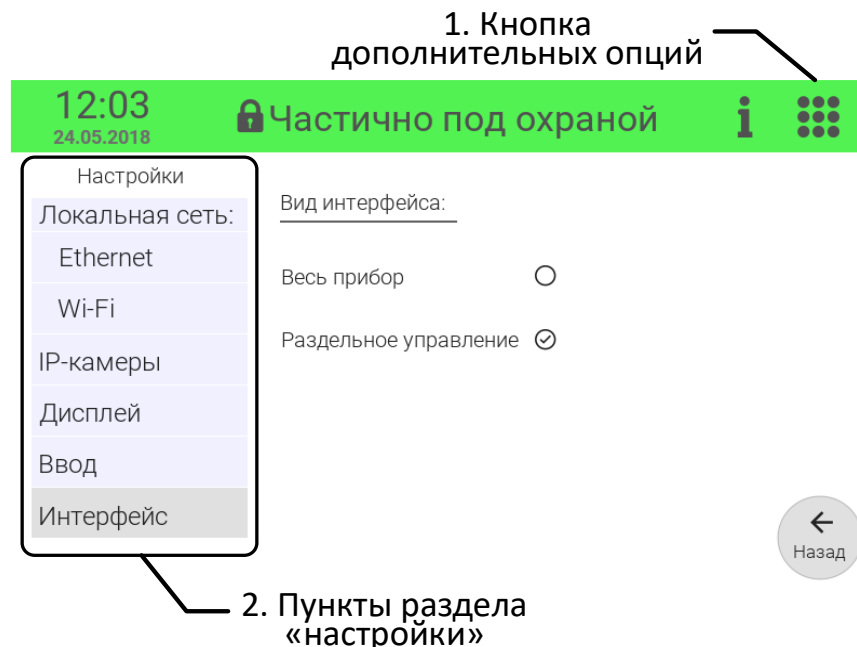 1. Кнопка
дополнительных опций
12:03
24.05.2018
Частично под охраной
i
Настройки
Локальная сеть:
Ethernet
Wi-Fi
IP-камеры
Дисплей
Ввод
Интерфейс
Вид интерфейса:
Весь прибор
Раздельное управление
Назад
2. Пункты раздела
«настройки»